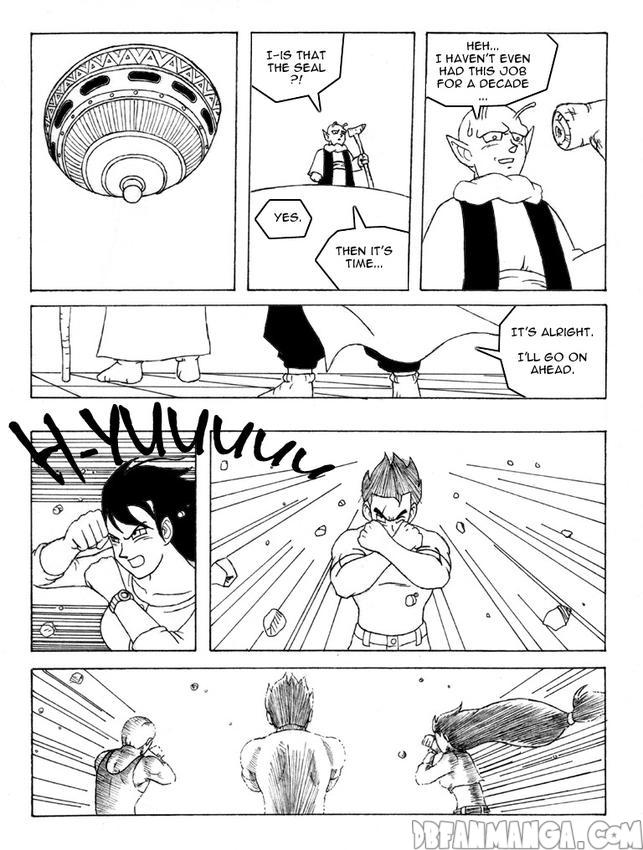 I-IS THAT
THE SEAL
?!
YES.
THEN IT'S
TIME...
HEH...
I HAVEN'T EVEN
HAD THIS JOB
FOR A DECADE
...
IT'S ALRIGHT.
I'LL GO ON
AHEAD.
H-YUUUUUU
DBFANMANGA.COM